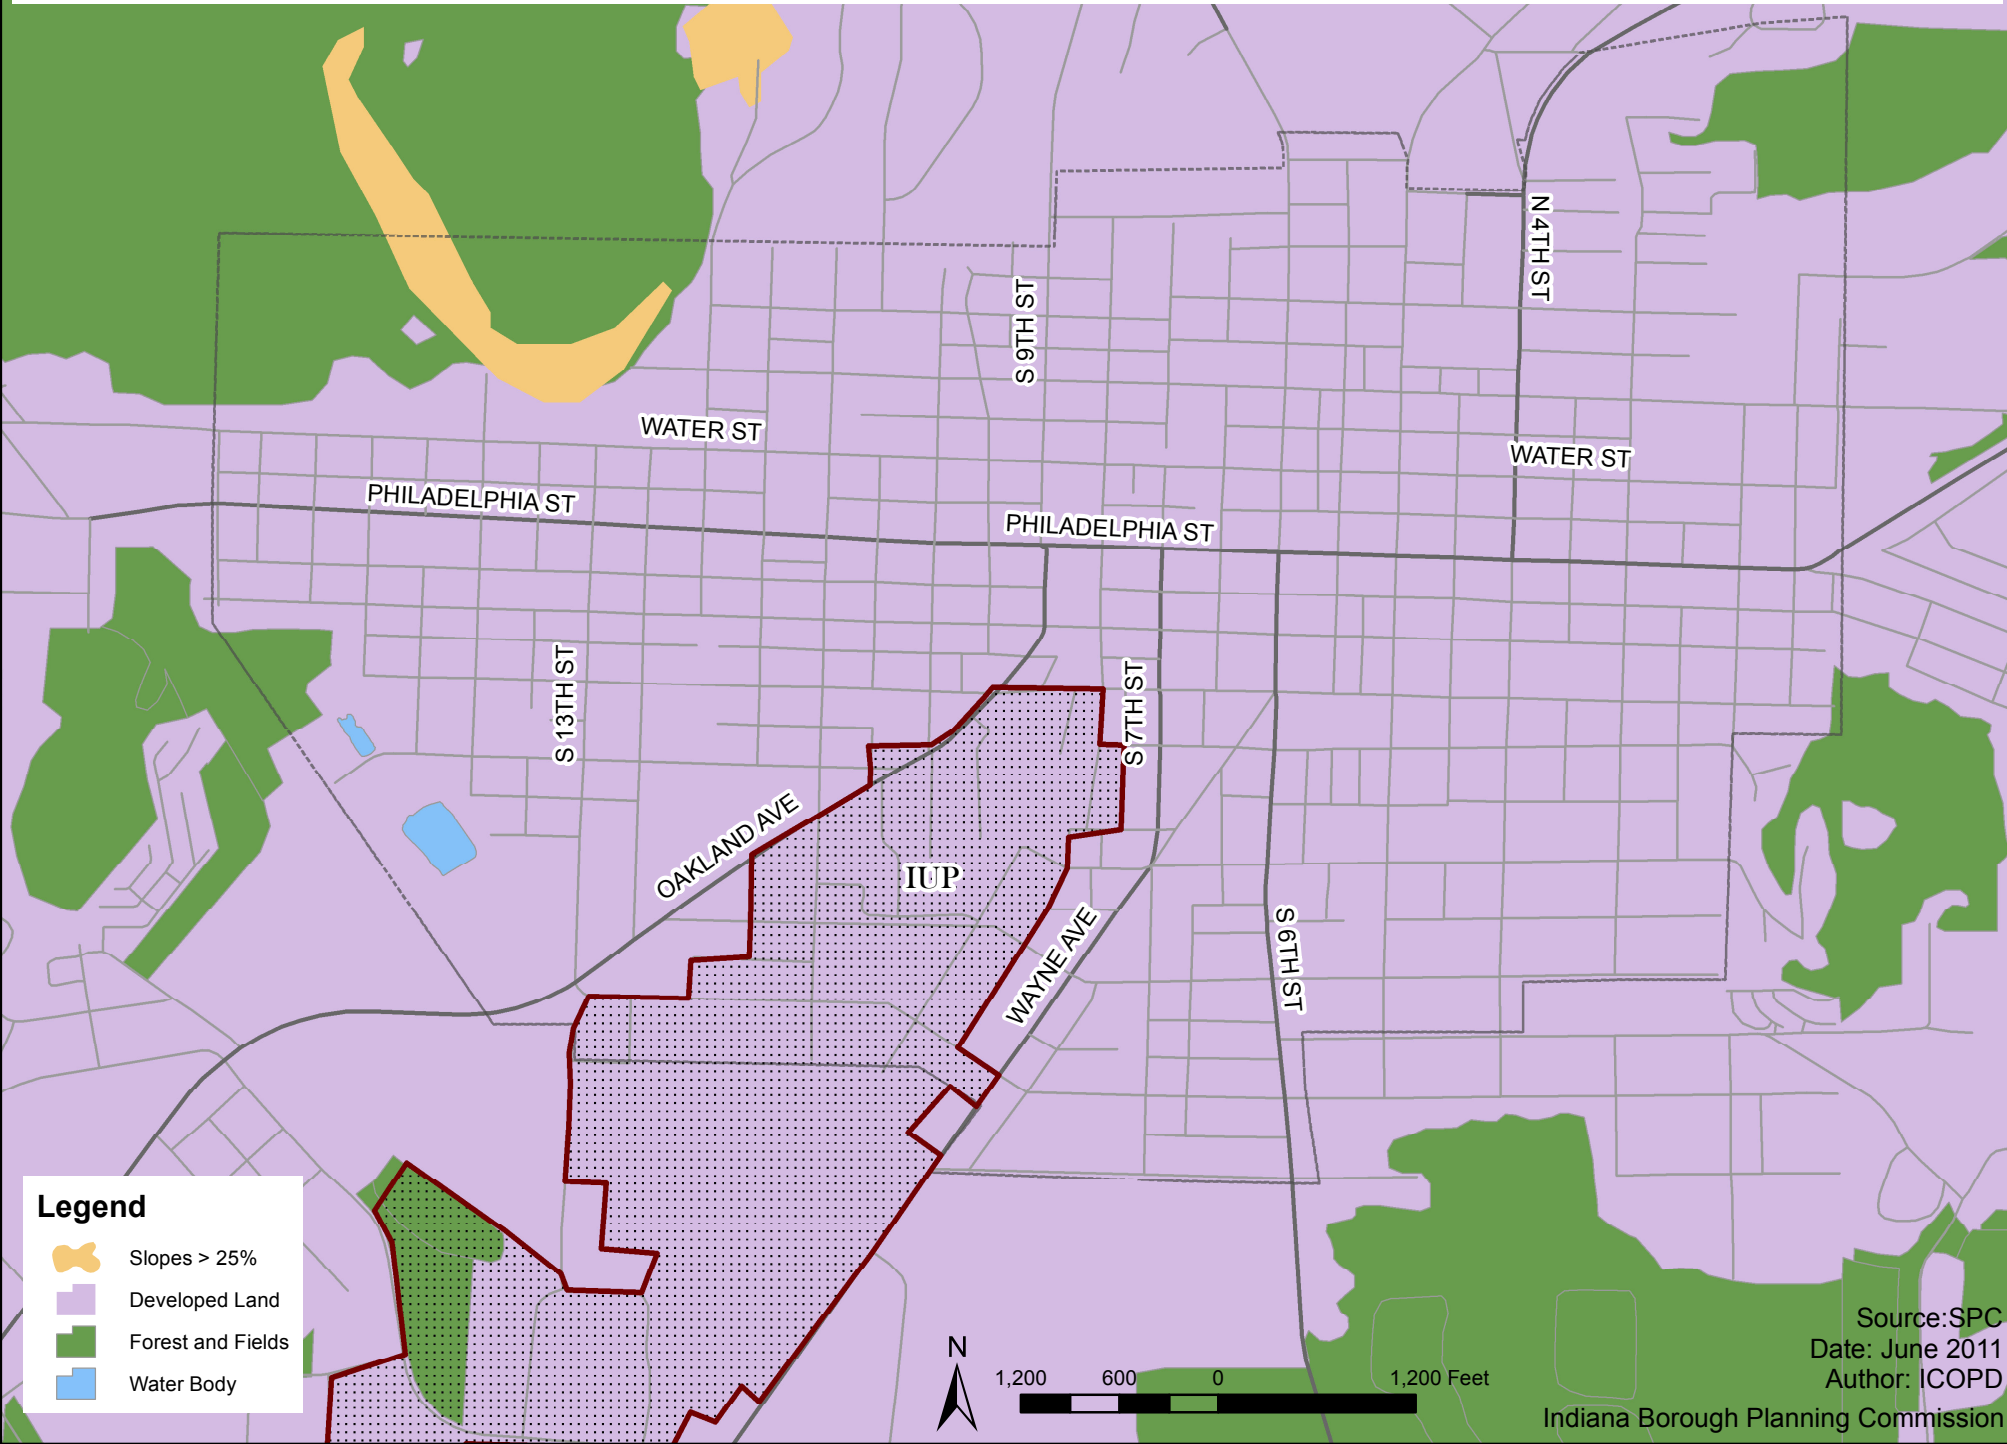 N 4TH ST
S 9TH ST
WATER ST
WATER ST
PHILADELPHIA ST
PHILADELPHIA ST
S 13TH ST
S 7TH ST
OAKLAND AVE
IUP
WAYNE AVE
S 6TH ST
Legend
Slopes > 25%
Developed Land
Forest and Fields
Water Body
N
1,200 600 0 1,200 Feet
Source:SPC
Date: June 2011
Author: ICOPD
Indiana Borough Planning Commission